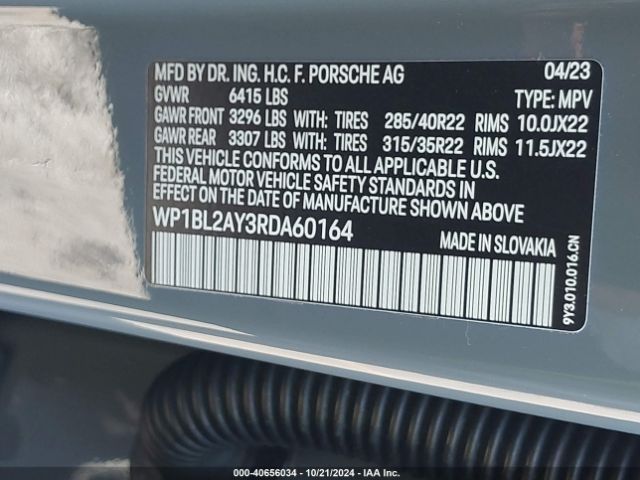 MFD BY DR. ING. H.C. F. PORSCHE AG 04/23
GVWR 6415 LBS TYPE: MPV
GAWR FRONT 3296 LBS WITH: TIRES 285/40R22 RIMS 10.0JX22
GAWR REAR 3307 LBS WITH: TIRES 315/35R22 RIMS 11.5JX22
THIS VEHICLE CONFORMS TO ALL APPLICABLE U.S.
FEDERAL MOTOR VEHICLE SAFETY STANDARDS IN
EFFECT ON THE DATE OF MANUFACTURE SHOWN ABOVE.
WP1BL2AY3RDA60164 MADE IN SLOVAKIA
9Y3.010.016.CN
000-40656034 | 10/21/2024 - IAA Inc.